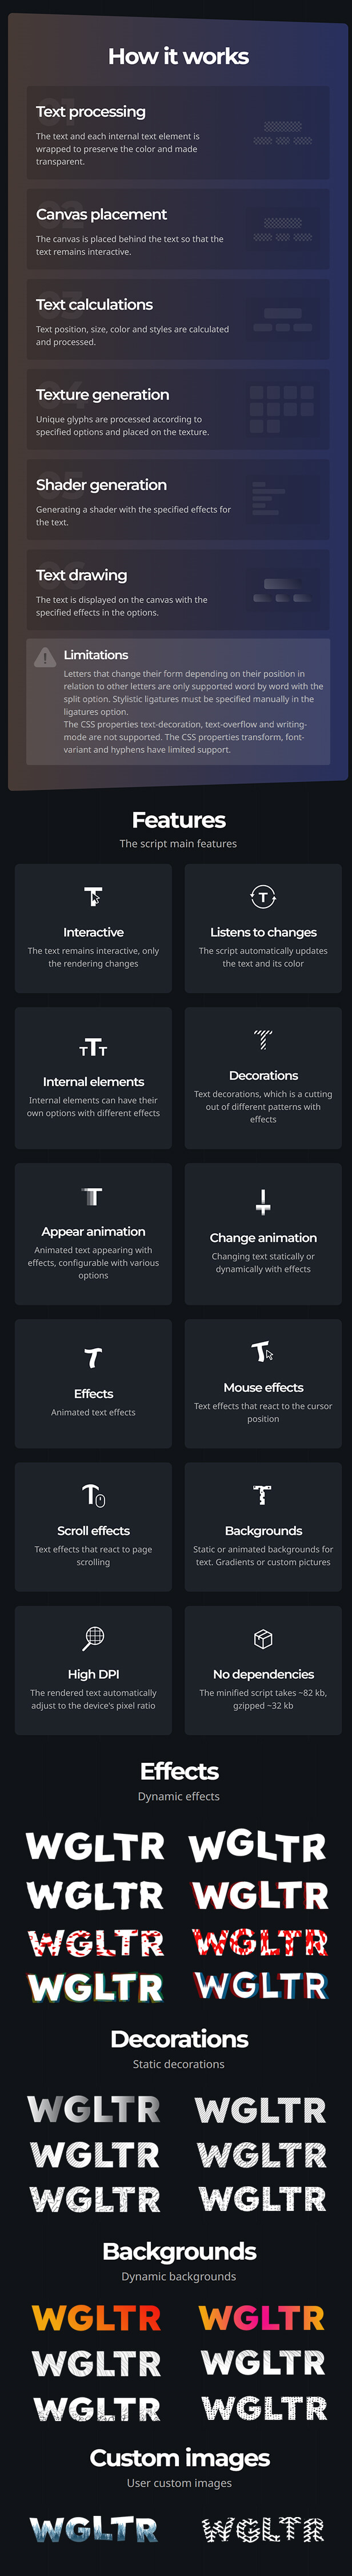 How it works
01
Text processing
The text and each internal text element is
wrapped to preserve the color and made
transparent.
02
Canvas placement
The canvas is placed behind the text so that the
text remains interactive.
03
Text calculations
Text position, size, color and styles are calculated
and processed.
04
Texture generation
Unique glyphs are processed according to
specified options and placed on the texture.
05
Shader generation
Generating a shader with the specified effects for
the text.
06
Text drawing
The text is displayed on the canvas with the
specified effects in the options.
Limitations
Letters that change their form depending on their position in
relation to other letters are only supported word by word with the
split option. Stylistic ligatures must be specified manually in the
ligatures option.
The CSS properties text-decoration, text-overflow and writing-
mode are not supported. The CSS properties transform, font-
variant and hyphens have limited support.
Features
The script main features
Interactive
The text remains interactive, only
the rendering changes
Listens to changes
The script automatically updates
the text and its color
Internal elements
Internal elements can have their
own options with different effects
Decorations
Text decorations, which is a cutting
out of different patterns with
effects
Appear animation
Animated text appearing with
effects, configurable with various
options
Change animation
Changing text statically or
dynamically with effects
Effects
Animated text effects
Mouse effects
Text effects that react to the cursor
position
Scroll effects
Text effects that react to page
scrolling
Backgrounds
Static or animated backgrounds for
text. Gradients or custom pictures
High DPI
The rendered text automatically
adjust to the device's pixel ratio
No dependencies
The minified script takes ~82 kb,
gzipped ~32 kb
Effects
Dynamic effects
WGLTR WGLTR
WGLTR WGLTR
WGLTR WGLTR
WGLTR WGLTR
Decorations
Static decorations
WGLTR WGLTR
WGLTR WGLTR
WGLTR WGLTR
Backgrounds
Dynamic backgrounds
WGLTR WGLTR
WGLTR WGLTR
WGLTR WGLTR
Custom images
User custom images
WGLTR WGLTR